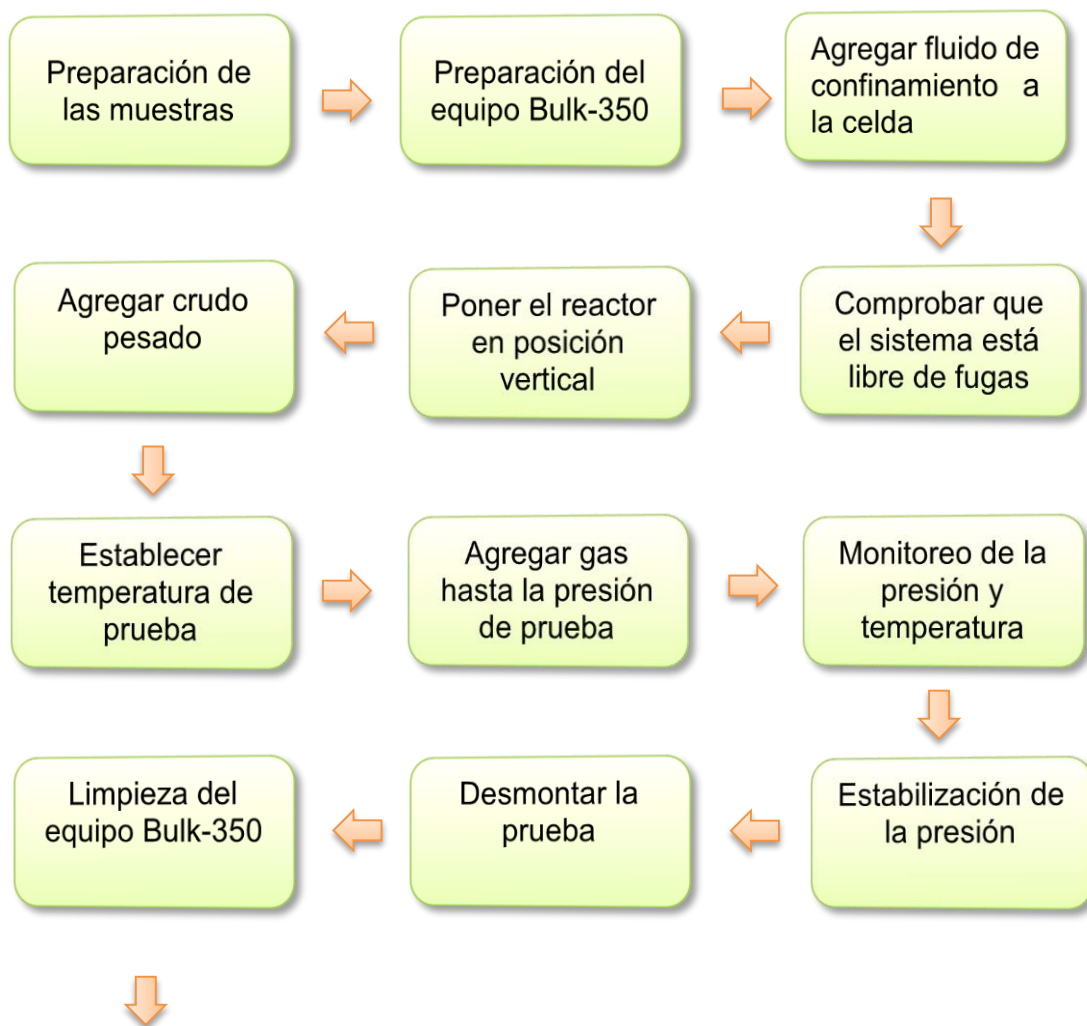 Preparación de
las muestras
Preparación del
equipo Bulk-350
Agregar fluido de
confinamiento a
la celda
Comprobar que
el sistema está
libre de fugas
Poner el reactor
en posición
vertical
Agregar crudo
pesado
Establecer
temperatura de
prueba
Agregar gas
hasta la presión
de prueba
Monitoreo de la
presión y
temperatura
Estabilización de
la presión
Desmontar la
prueba
Limpieza del
equipo Bulk-350